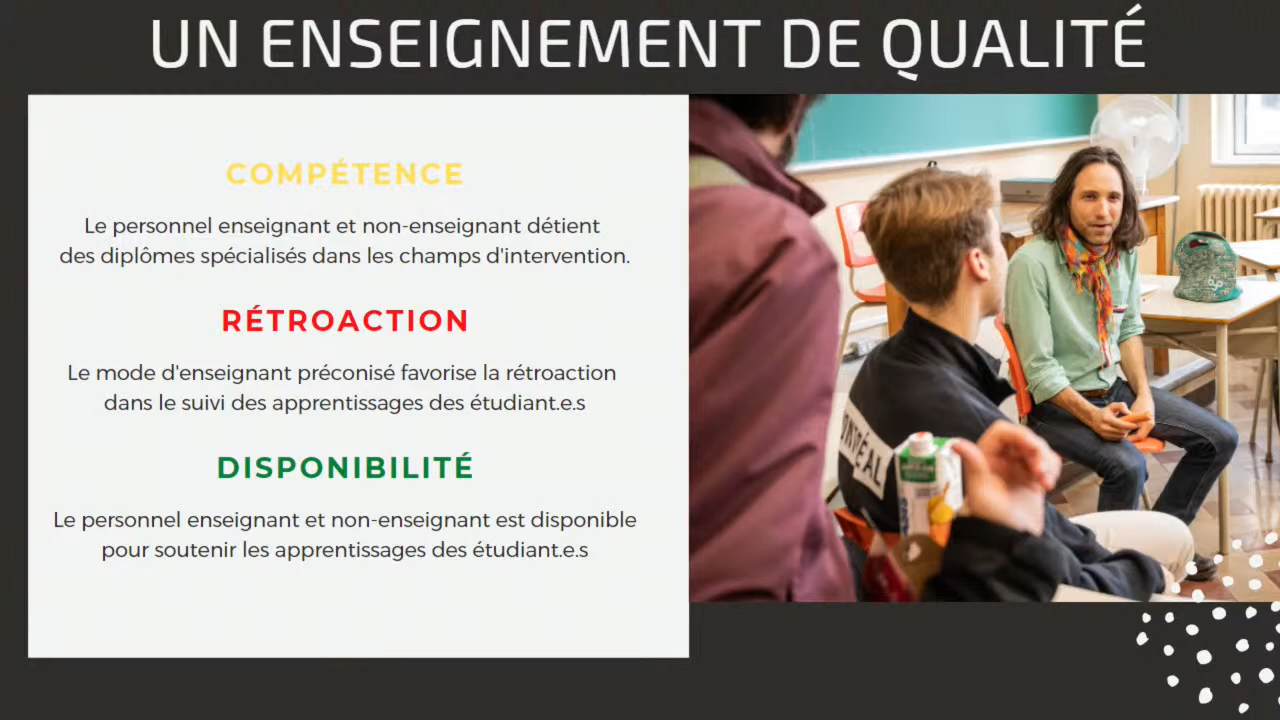 UN ENSEIGNEMENT DE QUALITÉ
COMPÉTENCE
Le personnel enseignant et non-enseignant détient
des diplômes spécialisés dans les champs d'intervention.
RÉTROACTION
Le mode d'enseignant préconisé favorise la rétroaction
dans le suivi des apprentissages des étudiant.e.s
DISPONIBILITÉ
Le personnel enseignant et non-enseignant est disponible
pour soutenir les apprentissages des étudiant.e.s